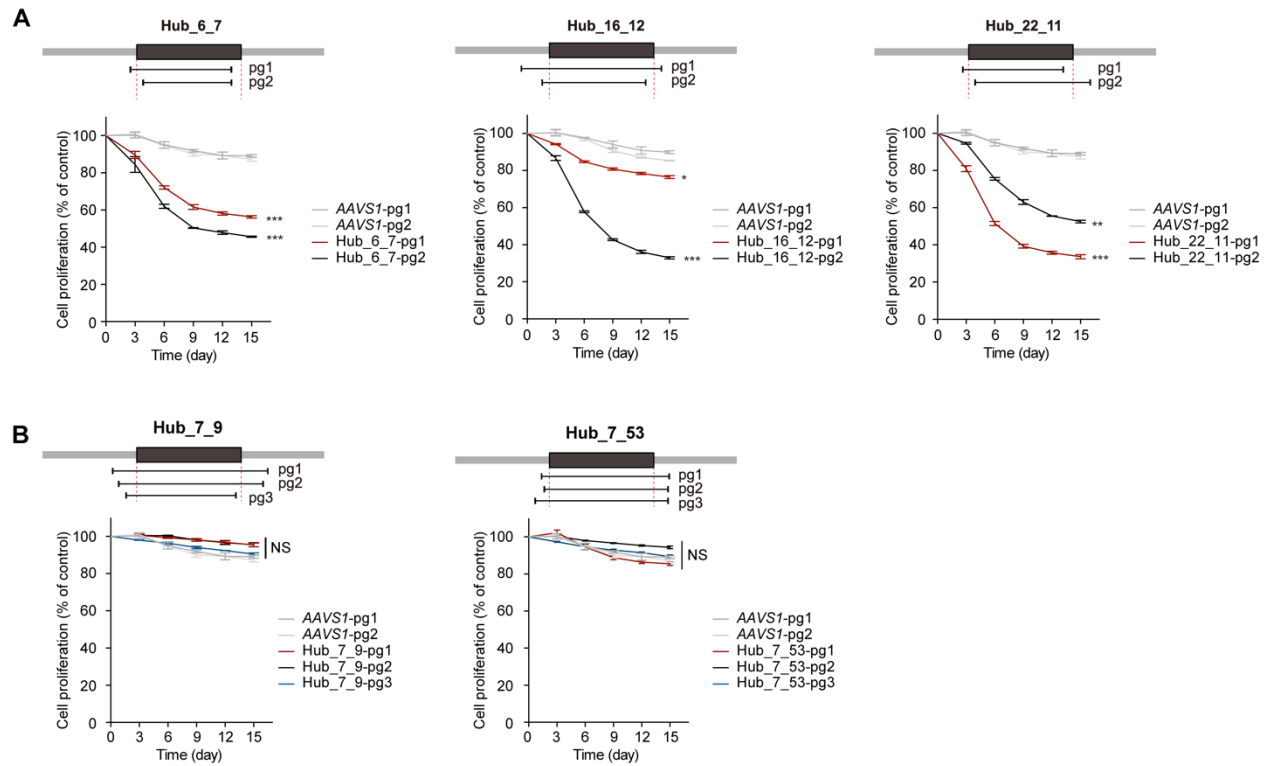 A
Hub_6_7
pg1
pg2
Cell proliferation (% of control)
100
80
60
40
20
0
0 3 6 9 12 15
Time (day)
***
***
AAVS1-pg1
AAVS1-pg2
Hub_6_7-pg1
Hub_6_7-pg2
Hub_16_12
pg1
pg2
Cell proliferation (% of control)
100
80
60
40
20
0
0 3 6 9 12 15
Time (day)
*
***
AAVS1-pg1
AAVS1-pg2
Hub_16_12-pg1
Hub_16_12-pg2
Hub_22_11
pg1
pg2
Cell proliferation (% of control)
100
80
60
40
20
0
0 3 6 9 12 15
Time (day)
**
***
AAVS1-pg1
AAVS1-pg2
Hub_22_11-pg1
Hub_22_11-pg2
B
Hub_7_9
pg1
pg2
pg3
Cell proliferation (% of control)
100
80
60
40
20
0
0 3 6 9 12 15
Time (day)
NS
AAVS1-pg1
AAVS1-pg2
Hub_7_9-pg1
Hub_7_9-pg2
Hub_7_9-pg3
Hub_7_53
pg1
pg2
pg3
Cell proliferation (% of control)
100
80
60
40
20
0
0 3 6 9 12 15
Time (day)
NS
AAVS1-pg1
AAVS1-pg2
Hub_7_53-pg1
Hub_7_53-pg2
Hub_7_53-pg3